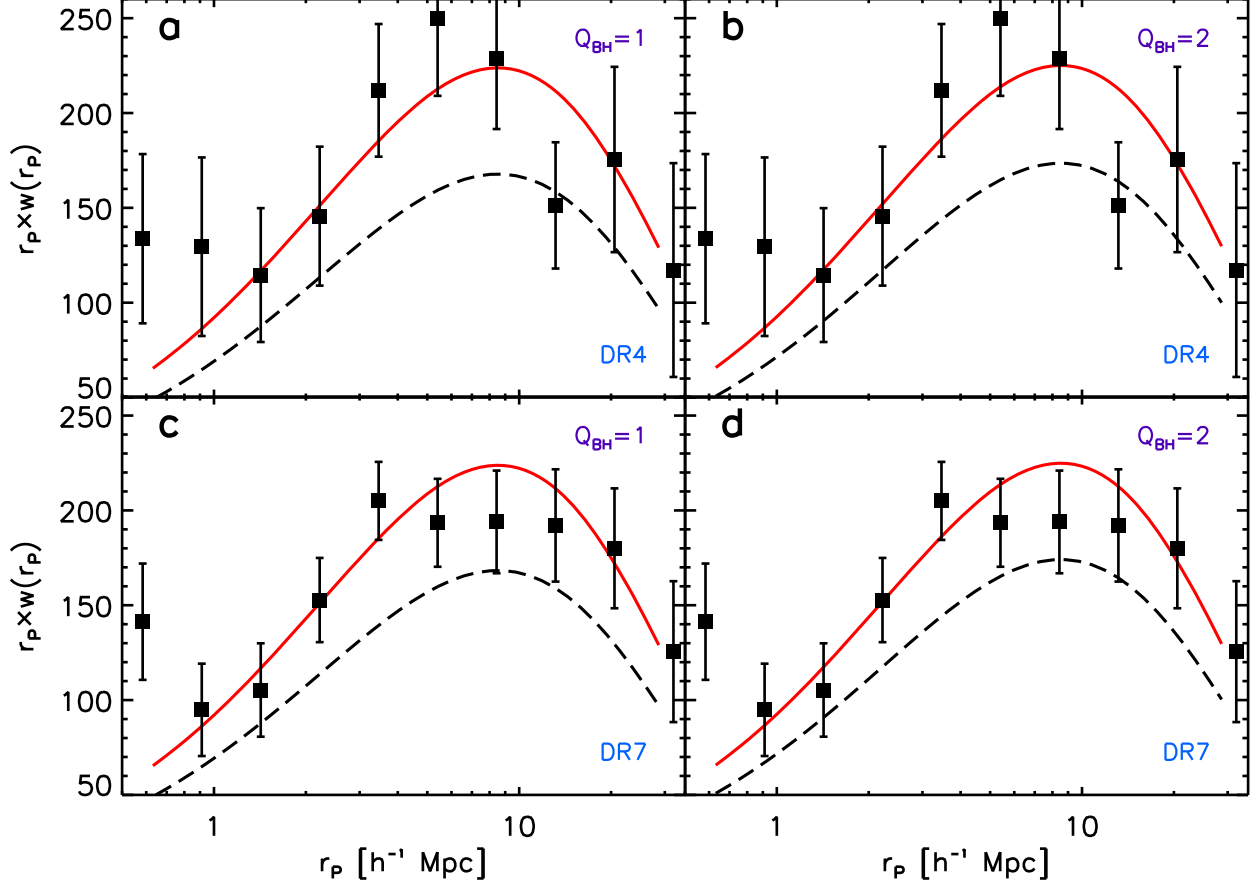 250
a
Q_BH=1
b
Q_BH=2
200
r_P×w(r_P)
150
100
DR4
DR4
50
250
c
Q_BH=1
d
Q_BH=2
200
r_P×w(r_P)
150
100
DR7
DR7
50
1
10
1
10
r_P [h⁻¹ Mpc]
r_P [h⁻¹ Mpc]